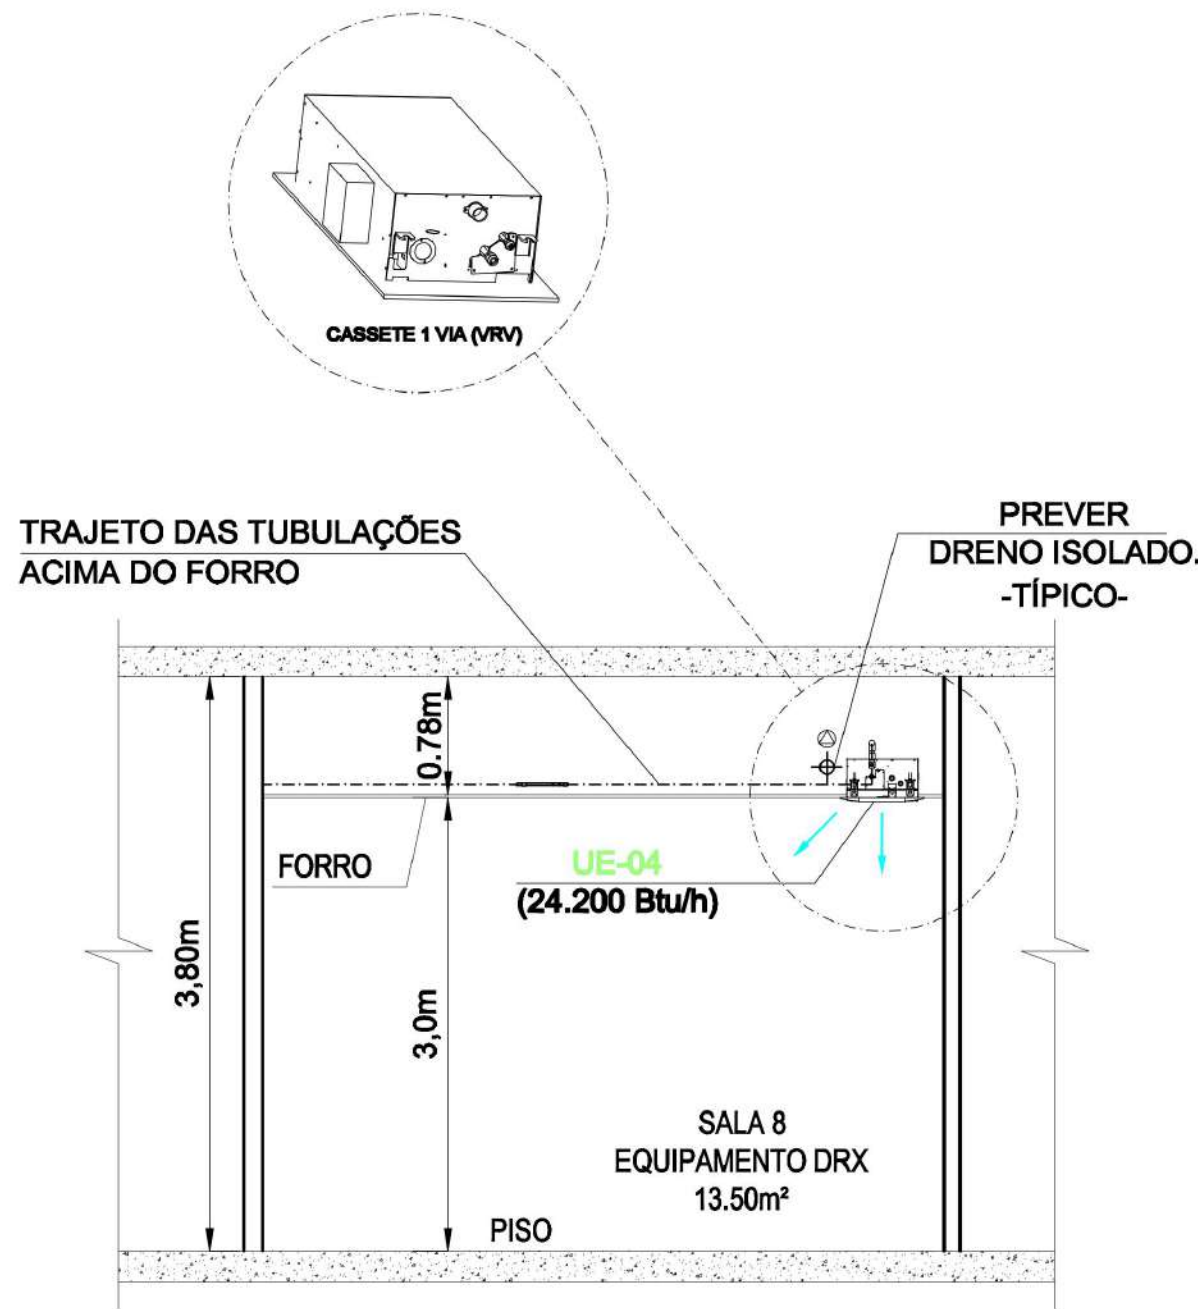 CASSETE 1 VIA (VRV)
TRAJETO DAS TUBULAÇÕES
ACIMA DO FORRO
PREVER
DRENO ISOLADO.
-TÍPICO-
0.78m
FORRO
UE-04
(24.200 Btu/h)
3,80m
3,0m
SALA 8
EQUIPAMENTO DRX
13.50m²
PISO